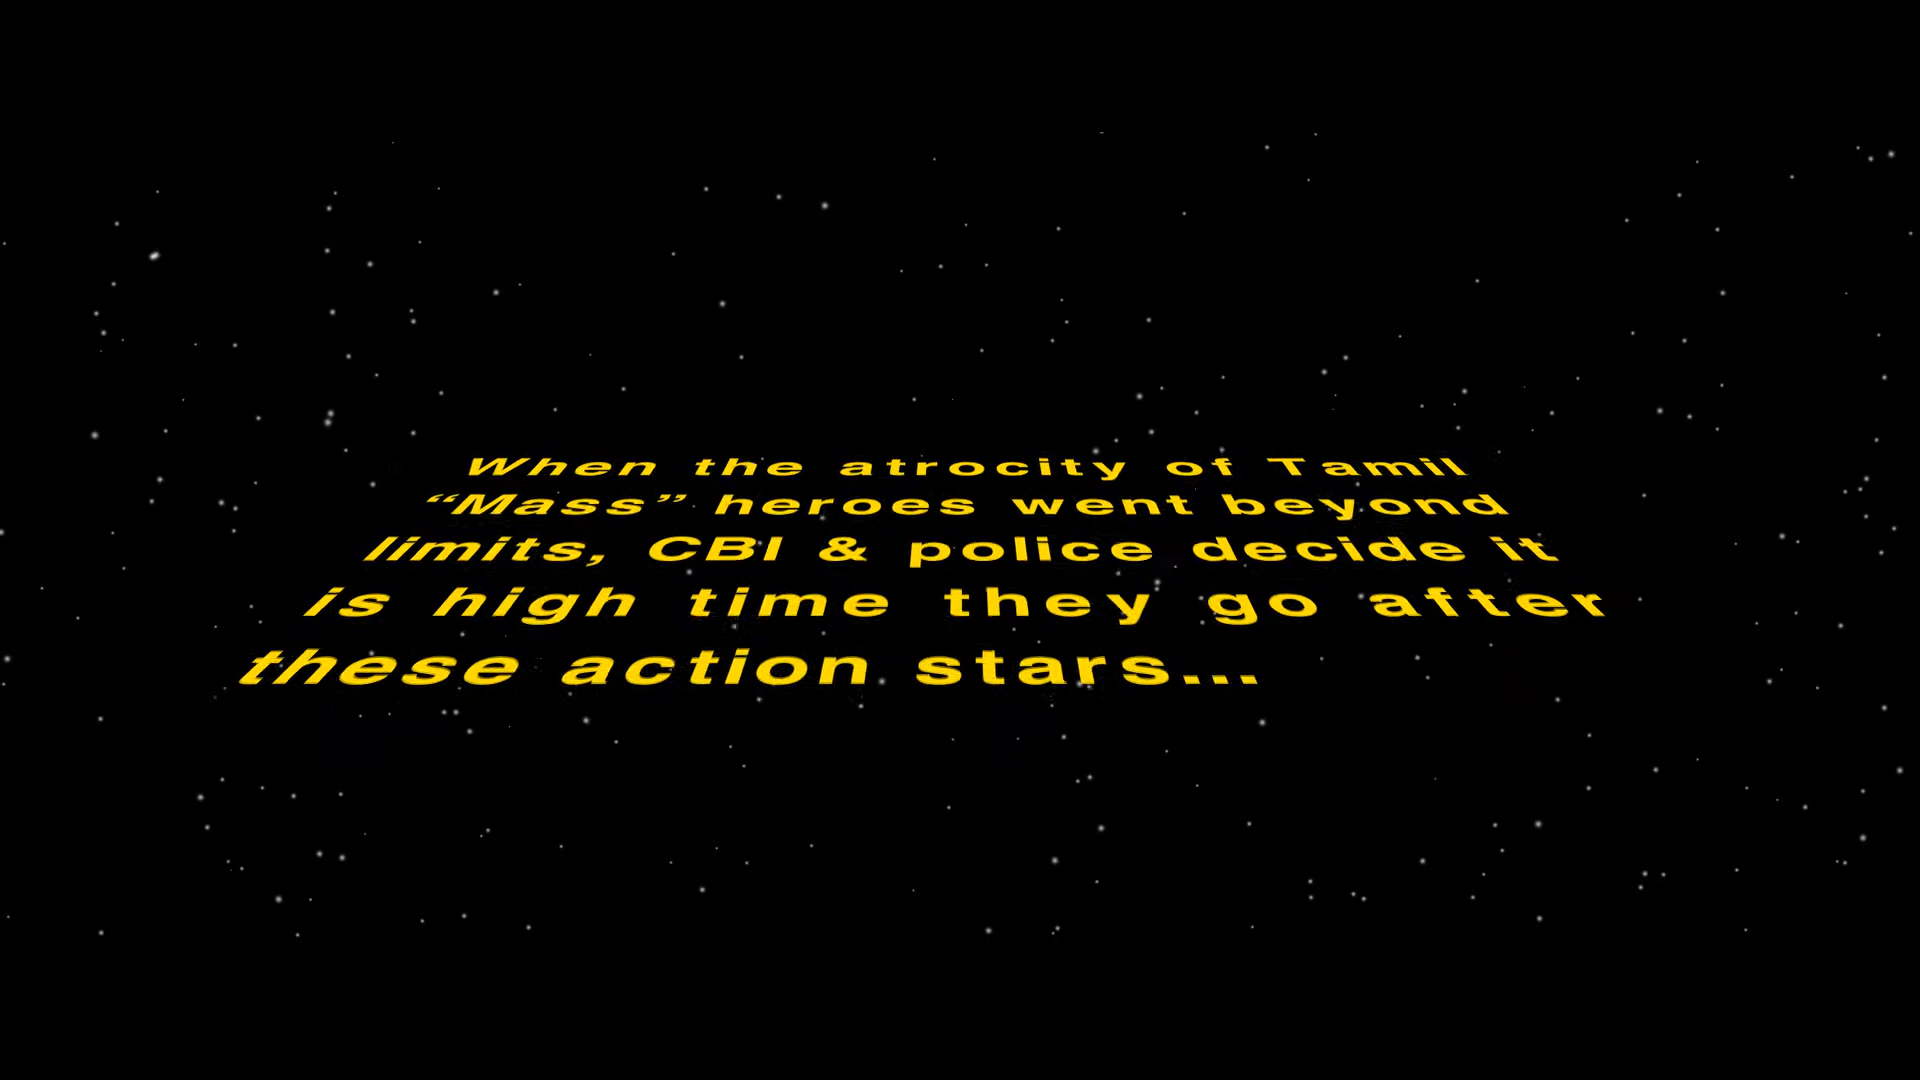 When the atrocity of Tamil
“Mass” heroes went beyond
limits, CBI & police decide it
is high time they go after
these action stars...